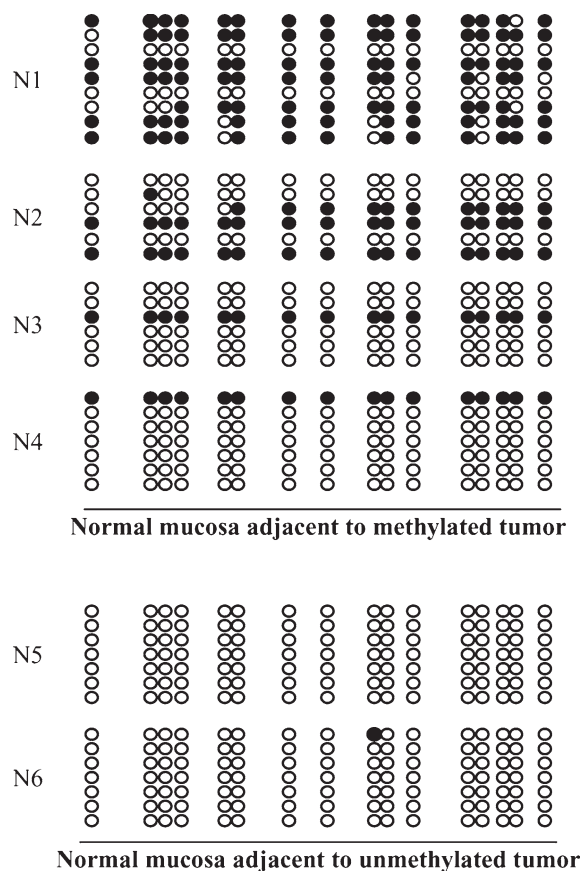 N1
N2
N3
N4
Normal mucosa adjacent to methylated tumor
N5
N6
Normal mucosa adjacent to unmethylated tumor